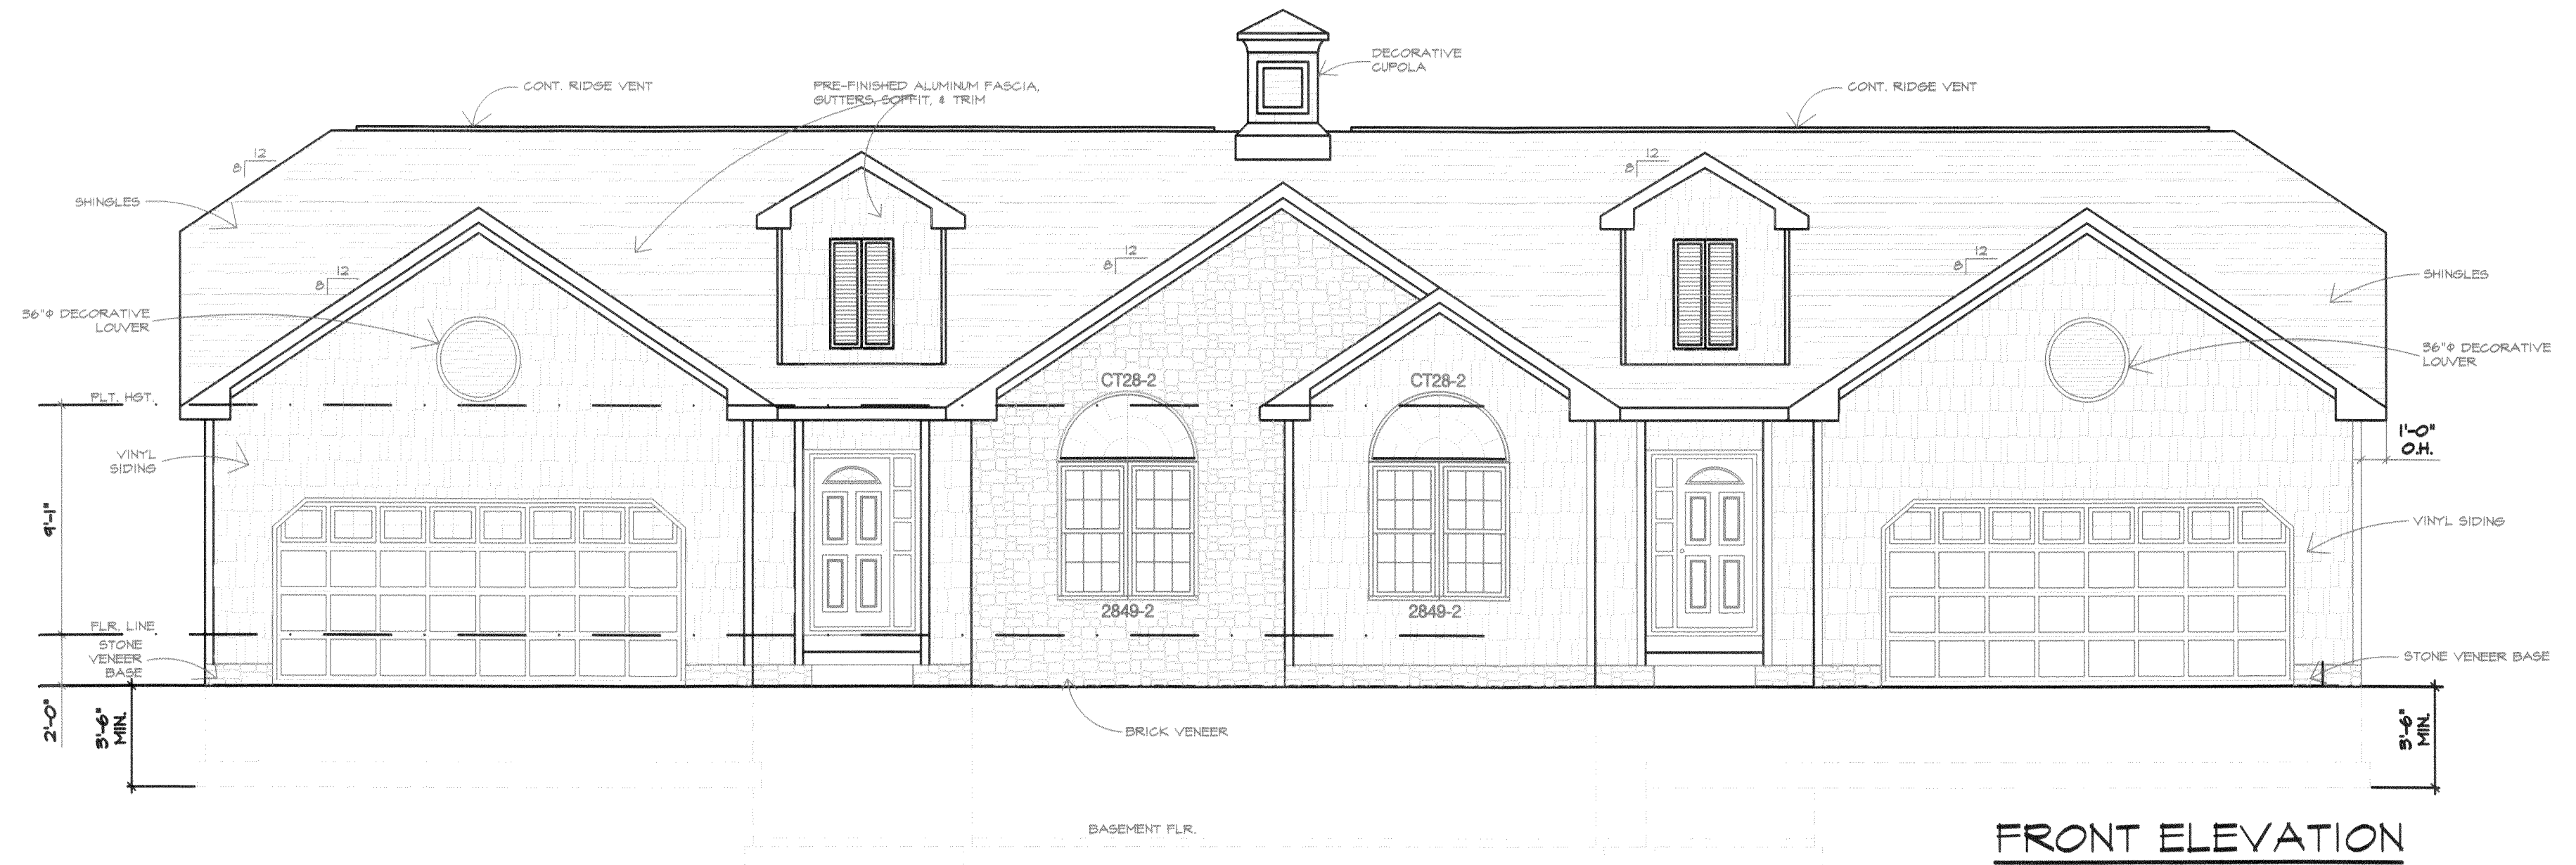 DECORATIVE
CUPOLA
CONT. RIDGE VENT
PRE-FINISHED ALUMINUM FASCIA,
GUTTERS, SOFFIT, & TRIM
CONT. RIDGE VENT
12
8
12
8
SHINGLES
12
8
12
8
12
8
SHINGLES
36"Φ DECORATIVE
LOUVER
36"Φ DECORATIVE
LOUVER
CT28-2
CT28-2
PLT. HGT.
1'-0"
O.H.
VINYL
SIDING
9'-1"
VINYL SIDING
2849-2
2849-2
FLR. LINE
STONE
VENEER
BASE
STONE VENEER BASE
2'-0"
3'-6"
MIN.
BRICK VENEER
3'-6"
MIN.
BASEMENT FLR.
FRONT ELEVATION